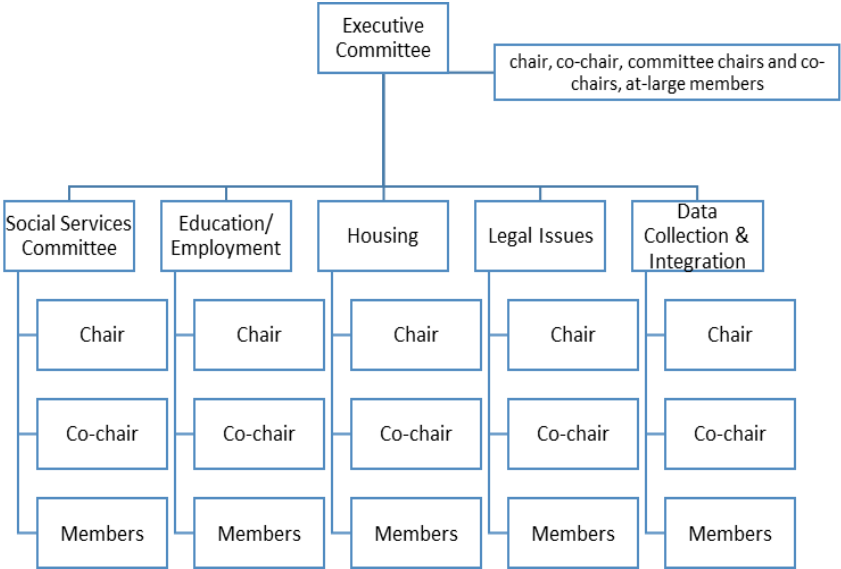 Executive
Committee
chair, co-chair, committee chairs and co-
chairs, at-large members
Social Services
Committee
Education/
Employment
Housing
Legal Issues
Data
Collection &
Integration
Chair
Chair
Chair
Chair
Chair
Co-chair
Co-chair
Co-chair
Co-chair
Co-chair
Members
Members
Members
Members
Members